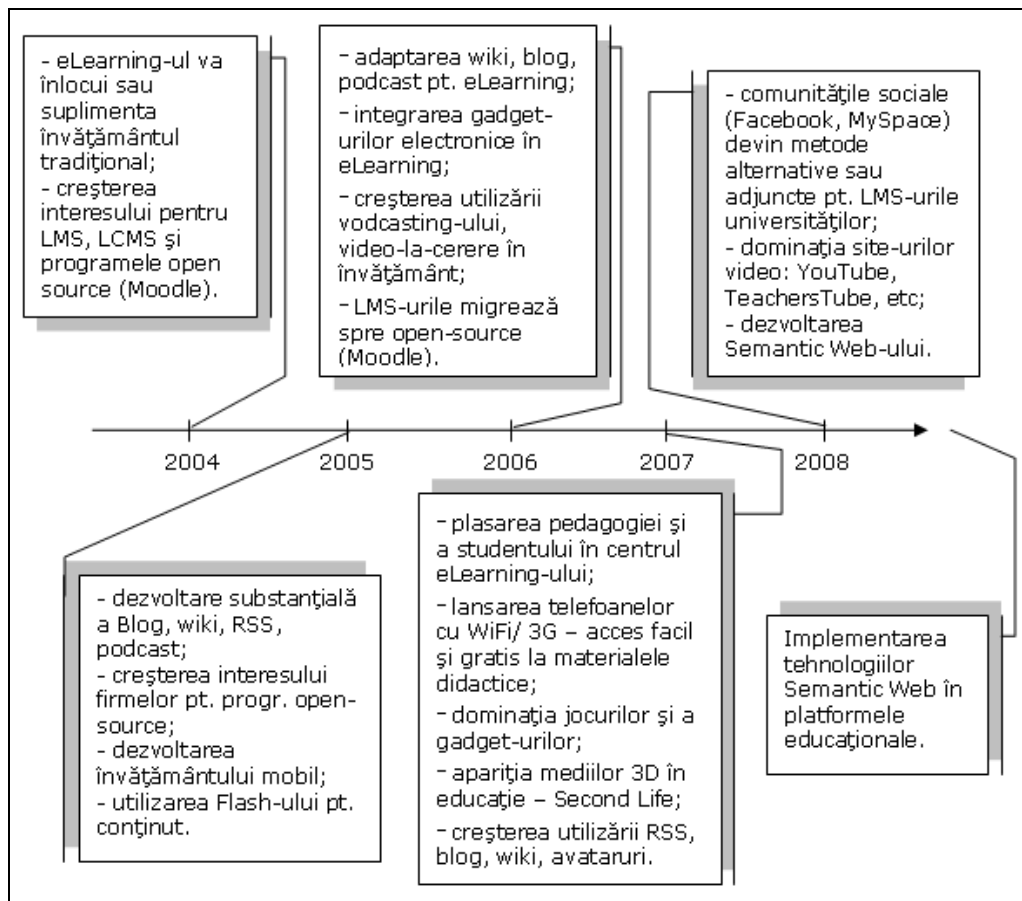 - eLearning-ul va
înlocui sau
suplimenta
învăţământul
tradiţional;
- creşterea
interesului pentru
LMS, LCMS şi
programele open
source (Moodle).
- adaptarea wiki, blog,
podcast pt. eLearning;
- integrarea gadget-
urilor electronice în
eLearning;
- creşterea utilizării
vodcasting-ului,
video-la-cerere în
învăţământ;
- LMS-urile migrează
spre open-source
(Moodle).
- comunităţile sociale
(Facebook, MySpace)
devin metode
alternative sau
adjuncte pt. LMS-urile
universităţilor;
- dominaţia site-urilor
video: YouTube,
TeachersTube, etc;
- dezvoltarea
Semantic Web-ului.
2004 2005 2006 2007 2008
- dezvoltare substanţială
a Blog, wiki, RSS,
podcast;
- creşterea interesului
firmelor pt. progr. open-
source;
- dezvoltarea
învăţământului mobil;
- utilizarea Flash-ului pt.
conţinut.
- plasarea pedagogiei şi
a studentului în centrul
eLearning-ului;
- lansarea telefoanelor
cu WiFi/ 3G – acces facil
şi gratis la materialele
didactice;
- dominaţia jocurilor şi a
gadget-urilor;
- apariţia mediilor 3D în
educaţie – Second Life;
- creşterea utilizării RSS,
blog, wiki, avataruri.
Implementarea
tehnologiilor
Semantic Web în
platformele
educaţionale.